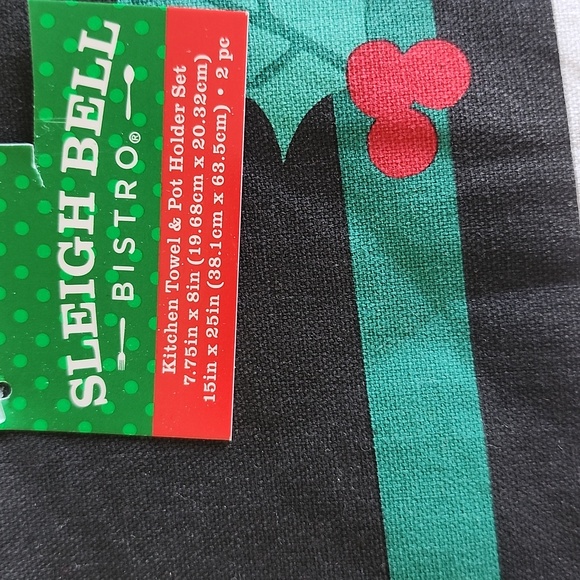 SLEIGH BELL
BISTRO®
Kitchen Towel & Pot Holder Set
7.75in x 8in (19.68cm x 20.32cm)
15in x 25in (38.1cm x 63.5cm) • 2 pc